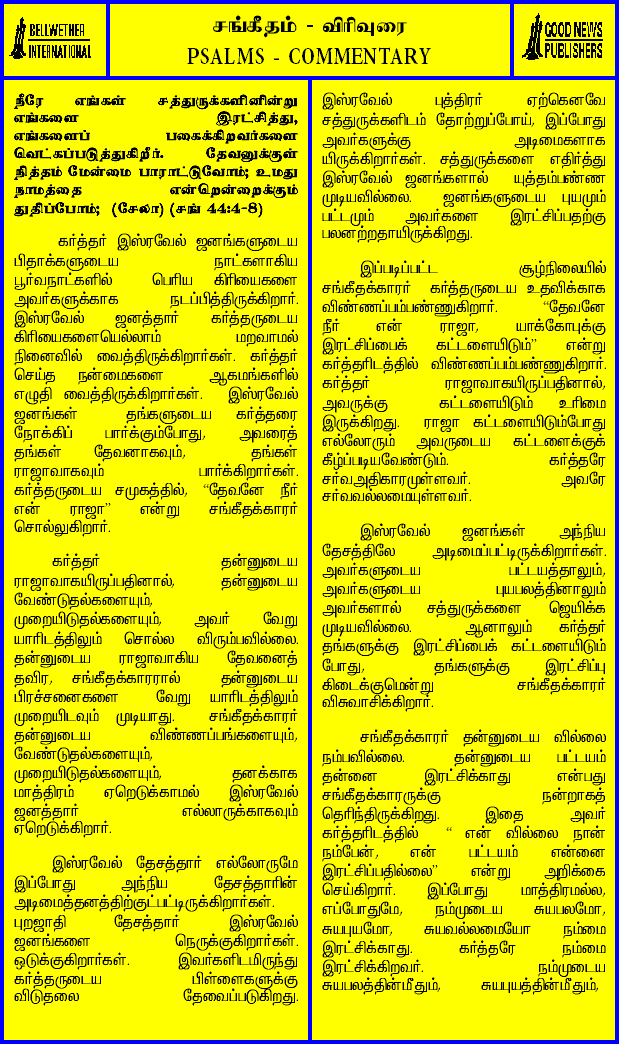 BELLWETHER
INTERNATIONAL
சங்கீதம் - விரிவுரை
PSALMS - COMMENTARY
GOOD NEWS
PUBLISHERS
நீரே எங்கள் சத்துருக்களினின்று
எங்களை இரட்சித்து,
எங்களைப் பகைக்கிறவர்களை
வெட்கப்படுத்துகிறீர். தேவனுக்குள்
நித்தம் மேன்மை பாராட்டுவோம்; உமது
நாமத்தை என்றென்றைக்கும்
துதிப்போம்; (சேலா) (சங் 44:4-8)
கர்த்தர் இஸ்ரவேல் ஜனங்களுடைய
பிதாக்களுடைய நாட்களாகிய
பூர்வநாட்களில் பெரிய கிரியைகளை
அவர்களுக்காக நடப்பித்திருக்கிறார்.
இஸ்ரவேல் ஜனத்தார் கர்த்தருடைய
கிரியைகளையெல்லாம் மறவாமல்
நினைவில் வைத்திருக்கிறார்கள். கர்த்தர்
செய்த நன்மைகளை ஆகமங்களில்
எழுதி வைத்திருக்கிறார்கள். இஸ்ரவேல்
ஜனங்கள் தங்களுடைய கர்த்தரை
நோக்கிப் பார்க்கும்போது, அவரைத்
தங்கள் தேவனாகவும், தங்கள்
ராஜாவாகவும் பார்க்கிறார்கள்.
கர்த்தருடைய சமுகத்தில், “தேவனே நீர்
என் ராஜா” என்று சங்கீதக்காரர்
சொல்லுகிறார்.
கர்த்தர் தன்னுடைய
ராஜாவாகயிருப்பதினால், தன்னுடைய
வேண்டுதல்களையும்,
முறையிடுதல்களையும், அவர் வேறு
யாரிடத்திலும் சொல்ல விரும்பவில்லை.
தன்னுடைய ராஜாவாகிய தேவனைத்
தவிர, சங்கீதக்காரரால் தன்னுடைய
பிரச்சனைகளை வேறு யாரிடத்திலும்
முறையிடவும் முடியாது. சங்கீதக்காரர்
தன்னுடைய விண்ணப்பங்களையும்,
வேண்டுதல்களையும்,
முறையிடுதல்களையும், தனக்காக
மாத்திரம் ஏறெடுக்காமல் இஸ்ரவேல்
ஜனத்தார் எல்லாருக்காகவும்
ஏறெடுக்கிறார்.
இஸ்ரவேல் தேசத்தார் எல்லோருமே
இப்போது அந்நிய தேசத்தாரின்
அடிமைத்தனத்திற்குட்பட்டிருக்கிறார்கள்.
புறஜாதி தேசத்தார் இஸ்ரவேல்
ஜனங்களை நெருக்குகிறார்கள்.
ஒடுக்குகிறார்கள். இவர்களிடமிருந்து
கர்த்தருடைய பிள்ளைகளுக்கு
விடுதலை தேவைப்படுகிறது.
இஸ்ரவேல் புத்திரர் ஏற்கெனவே
சத்துருக்களிடம் தோற்றுப்போய், இப்போது
அவர்களுக்கு அடிமைகளாக
யிருக்கிறார்கள். சத்துருக்களை எதிர்த்து
இஸ்ரவேல் ஜனங்களால் யுத்தம்பண்ண
முடியவில்லை. ஜனங்களுடைய புயமும்
பட்டமும் அவர்களை இரட்சிப்பதற்கு
பலனற்றதாயிருக்கிறது.
இப்படிப்பட்ட சூழ்நிலையில்
சங்கீதக்காரர் கர்த்தருடைய உதவிக்காக
விண்ணப்பம்பண்ணுகிறார். “தேவனே
நீர் என் ராஜா, யாக்கோபுக்கு
இரட்சிப்பைக் கட்டளையிடும்” என்று
கர்த்தரிடத்தில் விண்ணப்பம்பண்ணுகிறார்.
கர்த்தர் ராஜாவாகயிருப்பதினால்,
அவருக்கு கட்டளையிடும் உரிமை
இருக்கிறது. ராஜா கட்டளையிடும்போது
எல்லோரும் அவருடைய கட்டளைக்குக்
கீழ்ப்படியவேண்டும். கர்த்தரே
சர்வஅதிகாரமுள்ளவர். அவரே
சர்வவல்லமையுள்ளவர்.
இஸ்ரவேல் ஜனங்கள் அந்நிய
தேசத்திலே அடிமைப்பட்டிருக்கிறார்கள்.
அவர்களுடைய பட்டயத்தாலும்,
அவர்களுடைய புயபலத்தினாலும்
அவர்களால் சத்துருக்களை ஜெயிக்க
முடியவில்லை. ஆனாலும் கர்த்தர்
தங்களுக்கு இரட்சிப்பைக் கட்டளையிடும்
போது, தங்களுக்கு இரட்சிப்பு
கிடைக்குமென்று சங்கீதக்காரர்
விசுவாசிக்கிறார்.
சங்கீதக்காரர் தன்னுடைய வில்லை
நம்பவில்லை. தன்னுடைய பட்டயம்
தன்னை இரட்சிக்காது என்பது
சங்கீதக்காரருக்கு நன்றாகத்
தெரிந்திருக்கிறது. இதை அவர்
கர்த்தரிடத்தில் “ என் வில்லை நான்
நம்பேன், என் பட்டயம் என்னை
இரட்சிப்பதில்லை” என்று அறிக்கை
செய்கிறார். இப்போது மாத்திரமல்ல,
எப்போதுமே, நம்முடைய சுயபலமோ,
சுயபுயமோ, சுயவல்லமையோ நம்மை
இரட்சிக்காது. கர்த்தரே நம்மை
இரட்சிக்கிறவர். நம்முடைய
சுயபலத்தின்மீதும், சுயபுயத்தின்மீதும்,